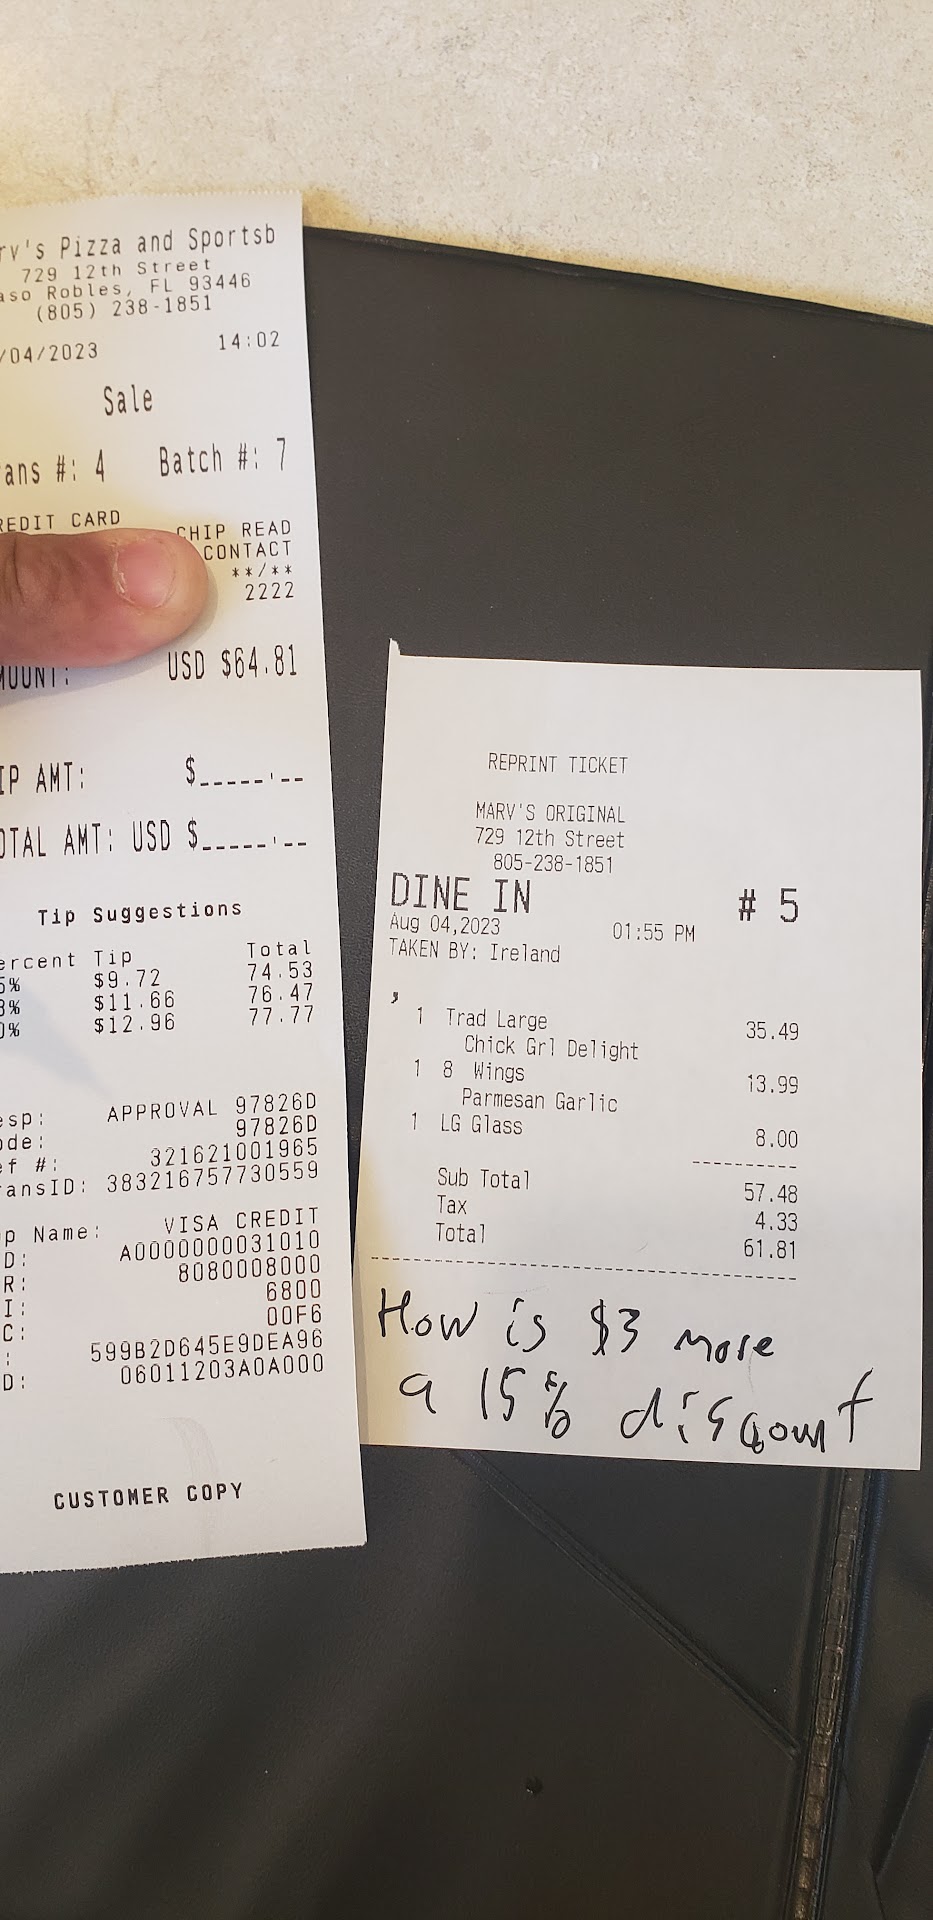 rv's Pizza and Sportsb
729 12th Street
aso Robles, FL 93446
(805) 238-1851
/04/2023 14:02
Sale
ans #: 4 Batch #: 7
REDIT CARD CHIP READ
CONTACT
**/**
2222
MOUNT: USD $64.81
IP AMT: $_____.__
OTAL AMT: USD $_____.__
Tip Suggestions
ercent Tip Total
5% $9.72 74.53
8% $11.66 76.47
0% $12.96 77.77
esp: APPROVAL 97826D
ode: 97826D
ef #: 321621001965
ansID: 383216757730559
p Name: VISA CREDIT
D: A0000000031010
R: 8080008000
I: 6800
C: 00F6
: 599B2D645E9DEA96
D: 06011203A0A000
CUSTOMER COPY
REPRINT TICKET
MARV'S ORIGINAL
729 12th Street
805-238-1851
DINE IN # 5
Aug 04,2023 01:55 PM
TAKEN BY: Ireland
,
1 Trad Large 35.49
Chick Grl Delight
1 8 Wings 13.99
Parmesan Garlic
1 LG Glass 8.00
Sub Total 57.48
Tax 4.33
Total 61.81
How is $3 more
a 15% discount